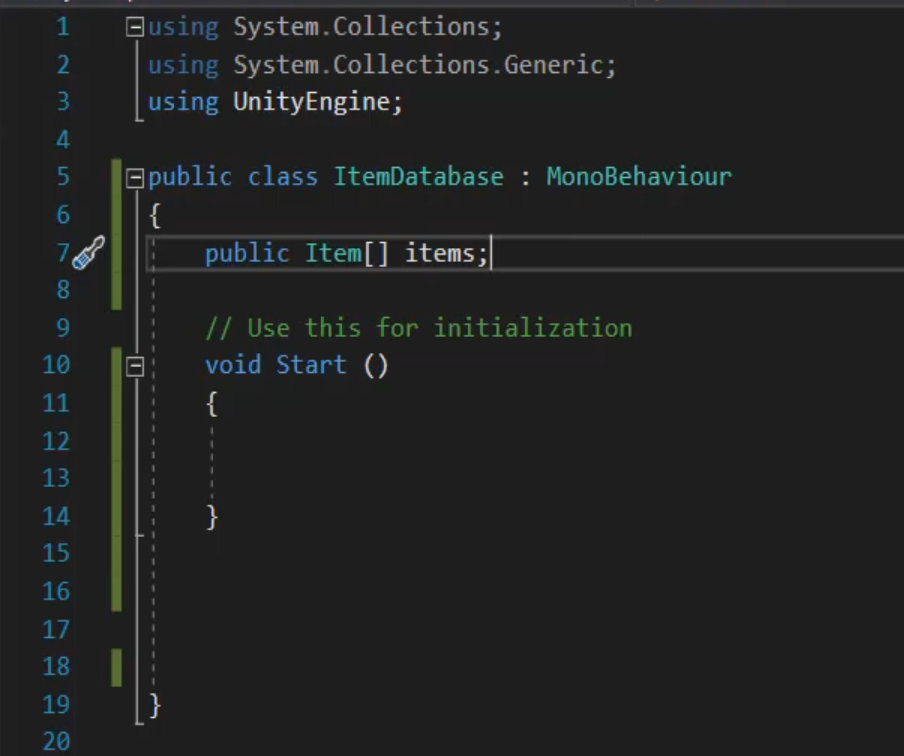 1 using System.Collections;
2 using System.Collections.Generic;
3 using UnityEngine;
4
5 public class ItemDatabase : MonoBehaviour
6 {
7 public Item[] items;
8
9 // Use this for initialization
10 void Start ()
11 {
12
13
14 }
15
16
17
18
19 }
20